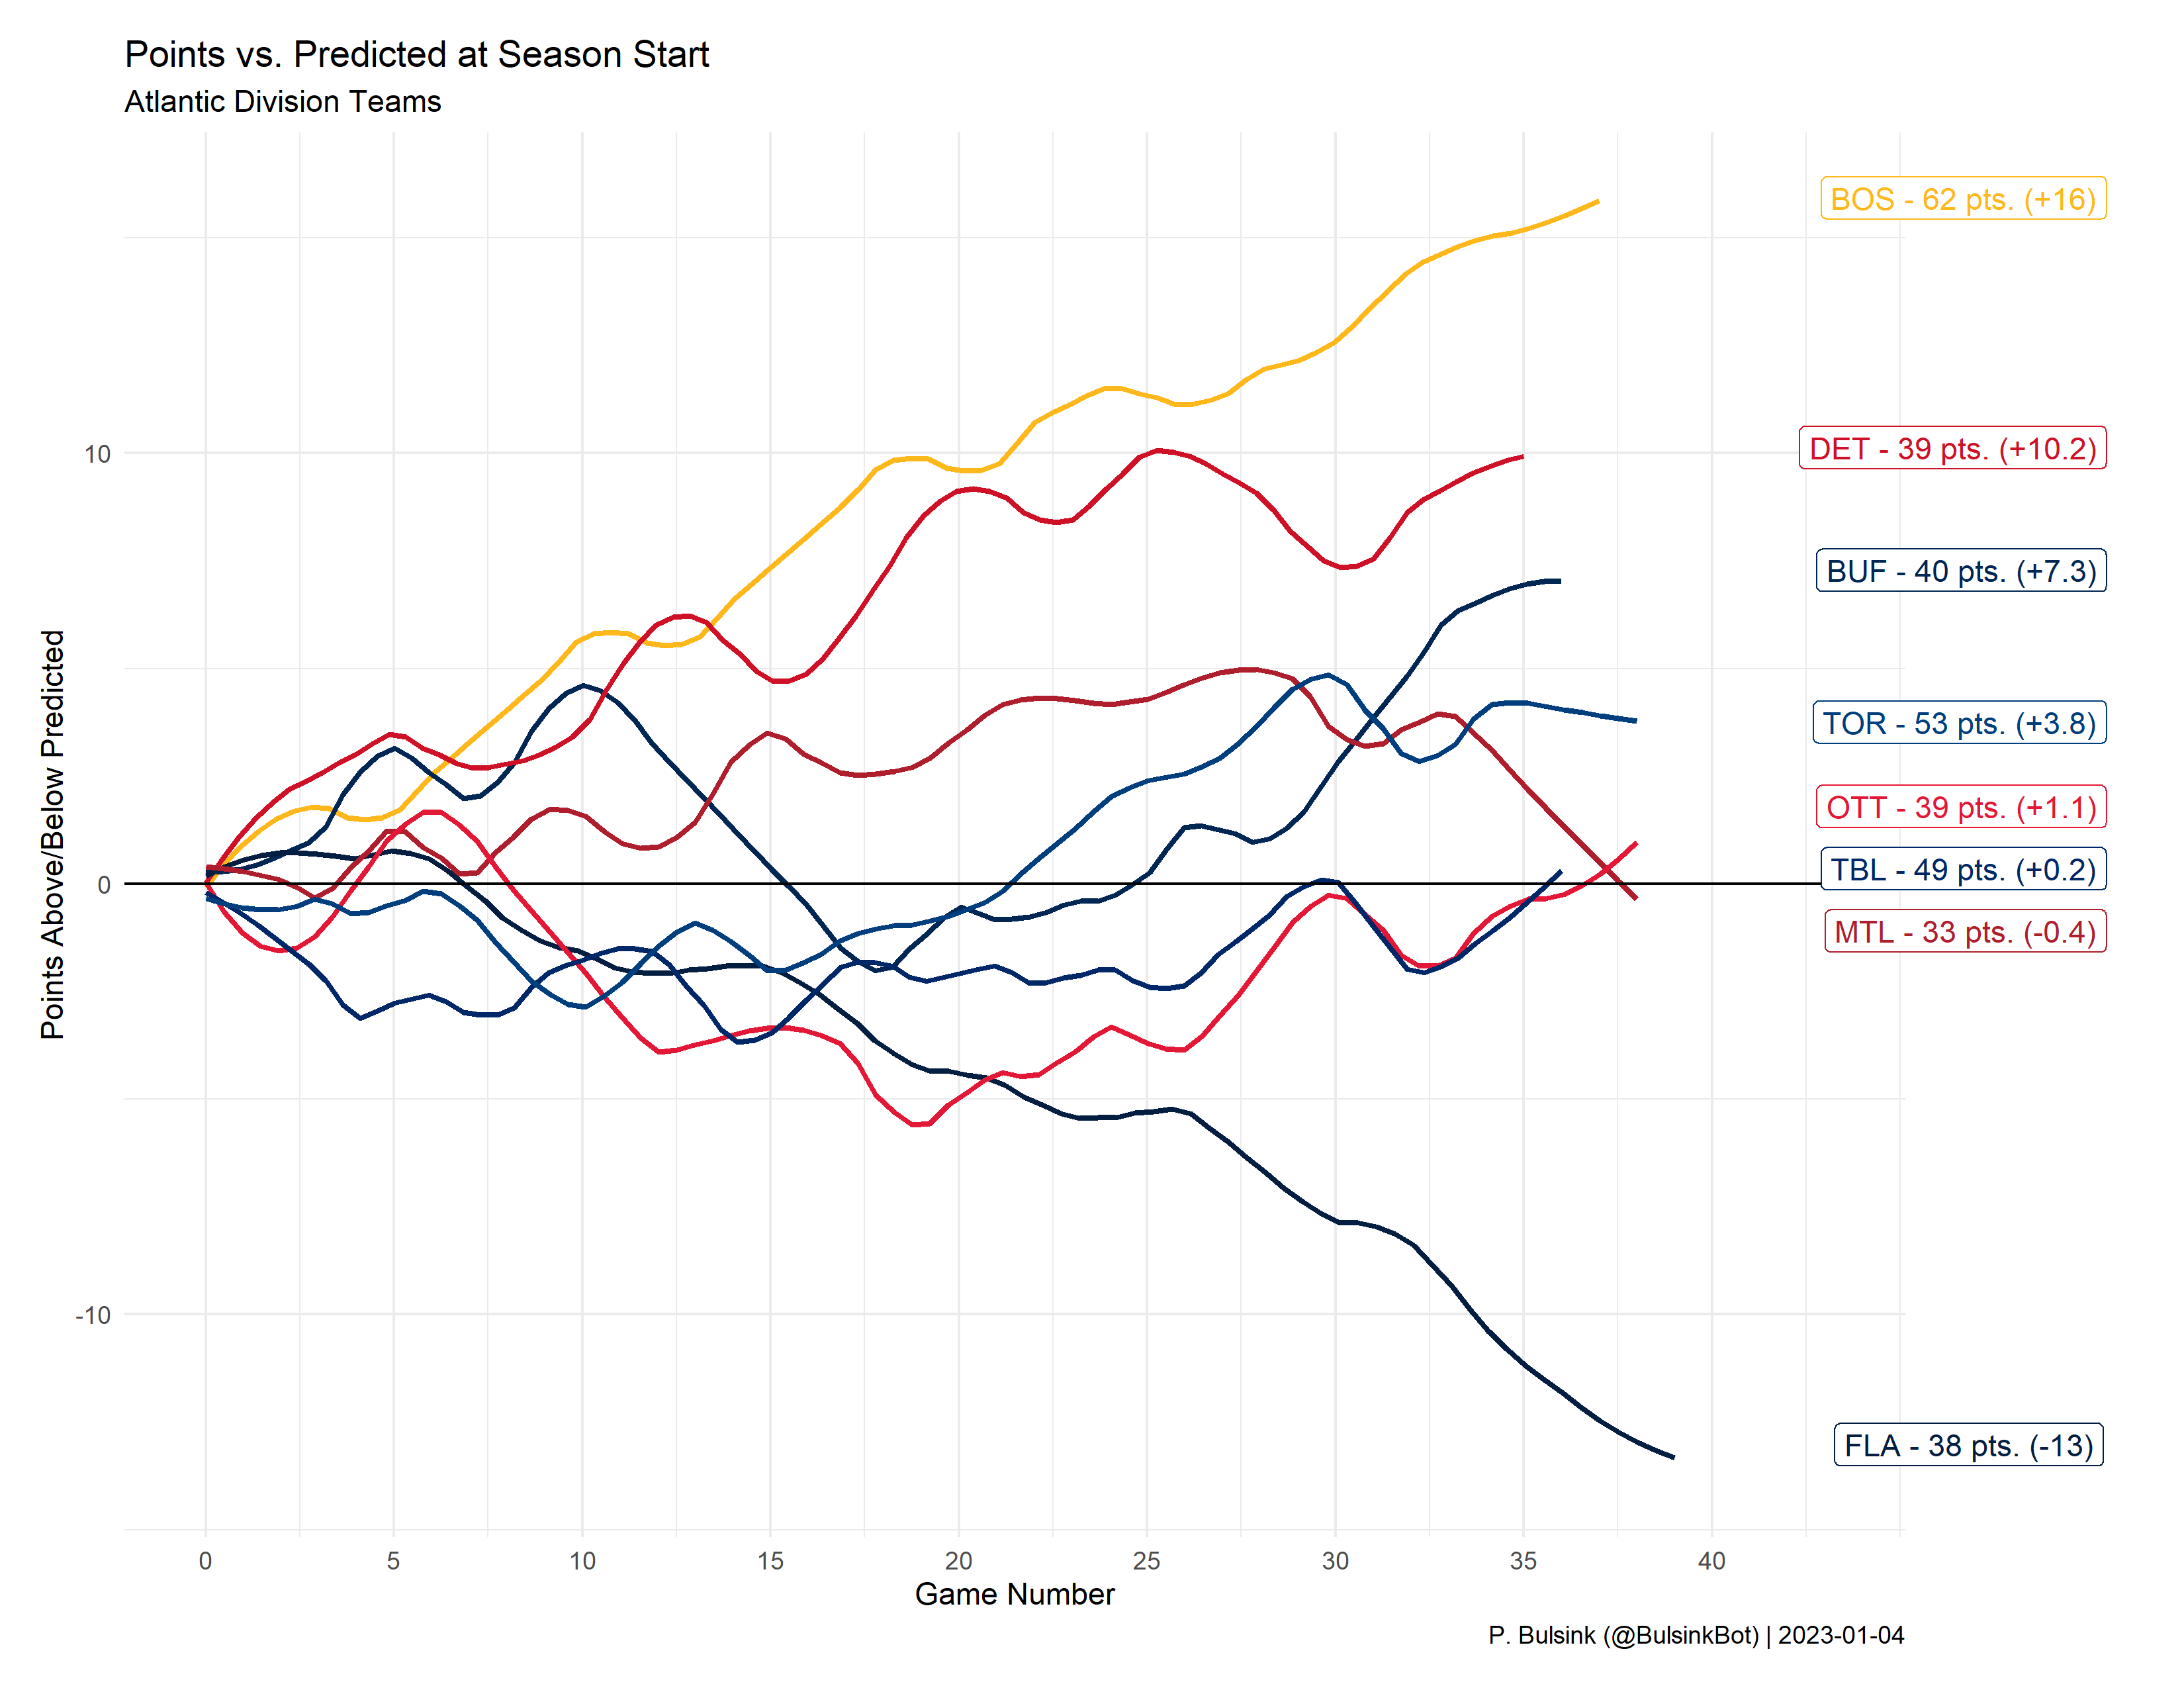 Points vs. Predicted at Season Start
Atlantic Division Teams
Points Above/Below Predicted
10
0
-10
BOS - 62 pts. (+16)
DET - 39 pts. (+10.2)
BUF - 40 pts. (+7.3)
TOR - 53 pts. (+3.8)
OTT - 39 pts. (+1.1)
TBL - 49 pts. (+0.2)
MTL - 33 pts. (-0.4)
FLA - 38 pts. (-13)
0 5 10 15 20 25 30 35 40
Game Number
P. Bulsink (@BulsinkBot) | 2023-01-04